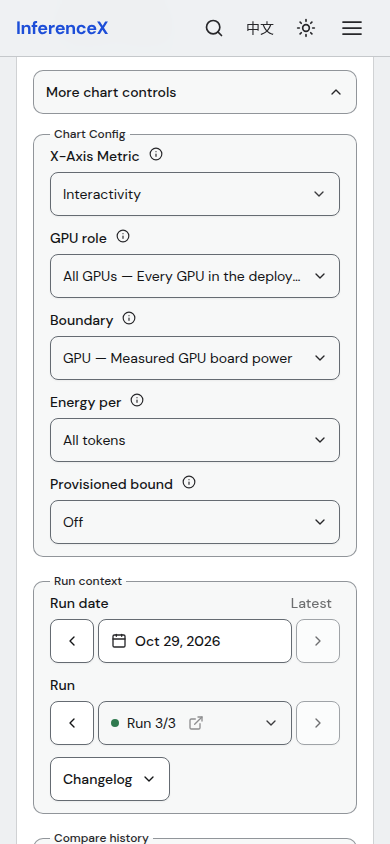 InferenceX
中文
More chart controls
Chart Config
X-Axis Metric
Interactivity
GPU role
All GPUs — Every GPU in the deploy...
Boundary
GPU — Measured GPU board power
Energy per
All tokens
Provisioned bound
Off
Run context
Run date
Latest
Oct 29, 2026
Run
Run 3/3
Changelog
Compare history